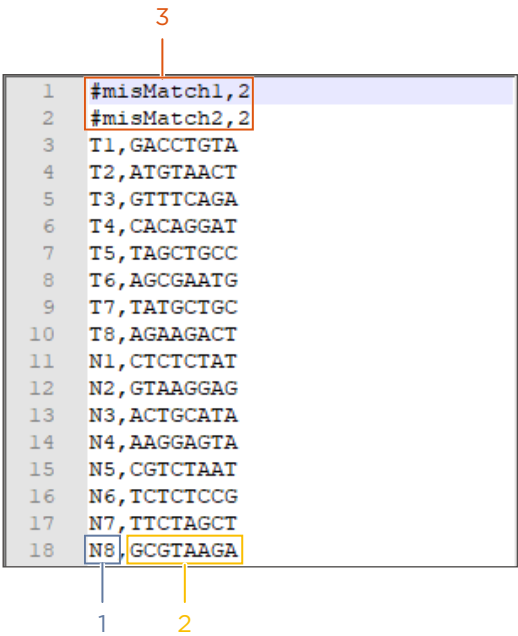 3
1 #misMatch1,2
2 #misMatch2,2
3 T1,GACCTGTA
4 T2,ATGTAACT
5 T3,GTTTCAGA
6 T4,CACAGGAT
7 T5,TAGCTGCC
8 T6,AGCGAATG
9 T7,TATGCTGC
10 T8,AGAAGACT
11 N1,CTCTCTAT
12 N2,GTAAGGAG
13 N3,ACTGCATA
14 N4,AAGGAGTA
15 N5,CGTCTAAT
16 N6,TCTCTCCG
17 N7,TTCTAGCT
18 N8,GCGTAAGA
1 2